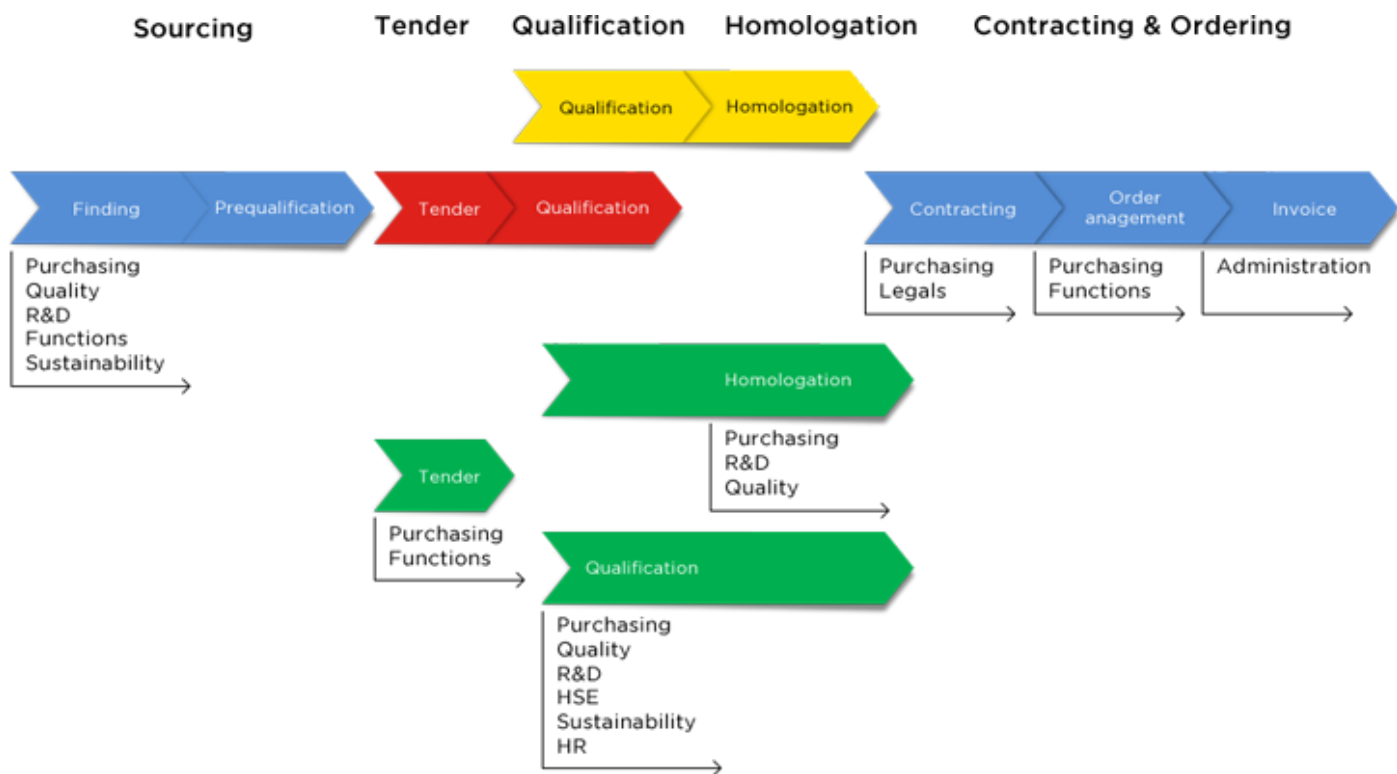 Sourcing
Tender
Qualification
Homologation
Contracting & Ordering
Qualification
Homologation
Finding
Prequalification
Tender
Qualification
Contracting
Order
anagement
Invoice
Purchasing
Quality
R&D
Functions
Sustainability
Purchasing
Legals
Purchasing
Functions
Administration
Homologation
Purchasing
R&D
Quality
Tender
Purchasing
Functions
Qualification
Purchasing
Quality
R&D
HSE
Sustainability
HR